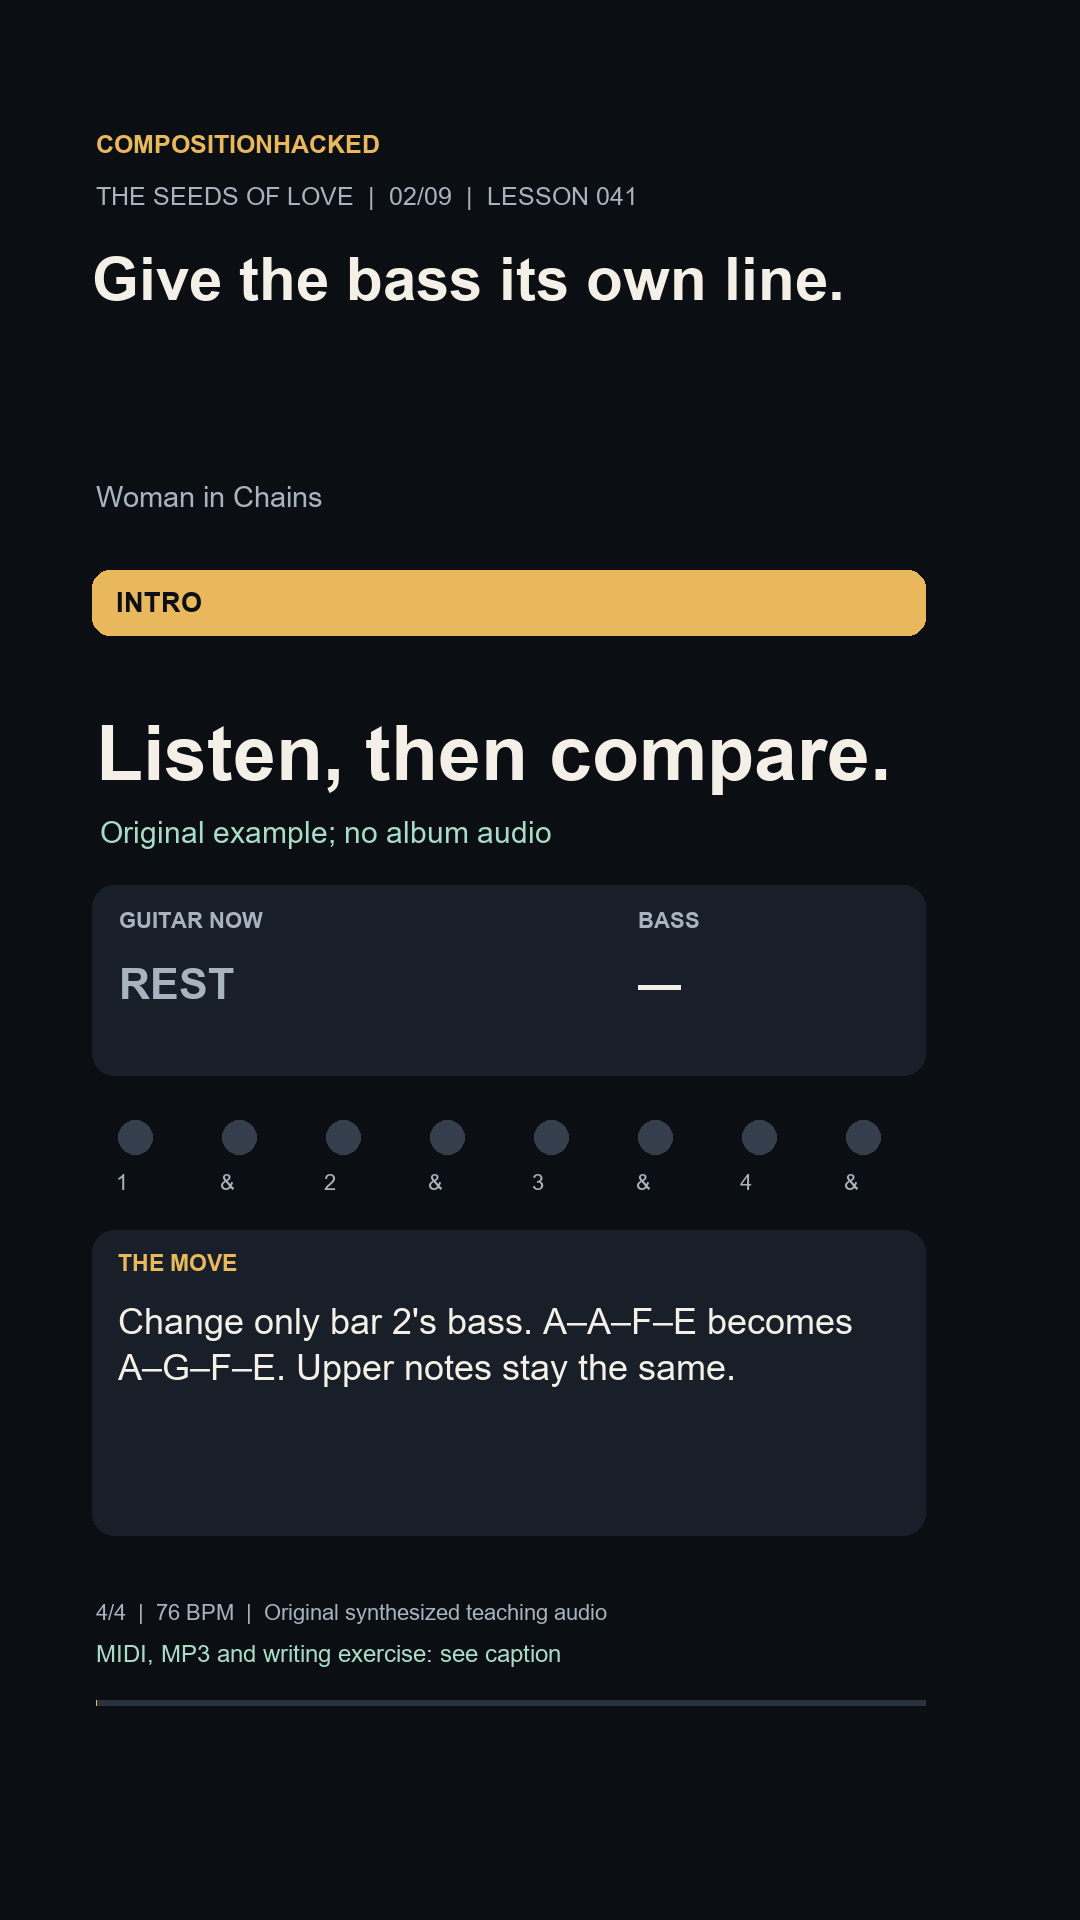 COMPOSITIONHACKED
THE SEEDS OF LOVE | 02/09 | LESSON 041
Give the bass its own line.
Woman in Chains
INTRO
Listen, then compare.
Original example; no album audio
GUITAR NOW BASS
REST —
1 & 2 & 3 & 4 &
THE MOVE
Change only bar 2's bass. A–A–F–E becomes
A–G–F–E. Upper notes stay the same.
4/4 | 76 BPM | Original synthesized teaching audio
MIDI, MP3 and writing exercise: see caption